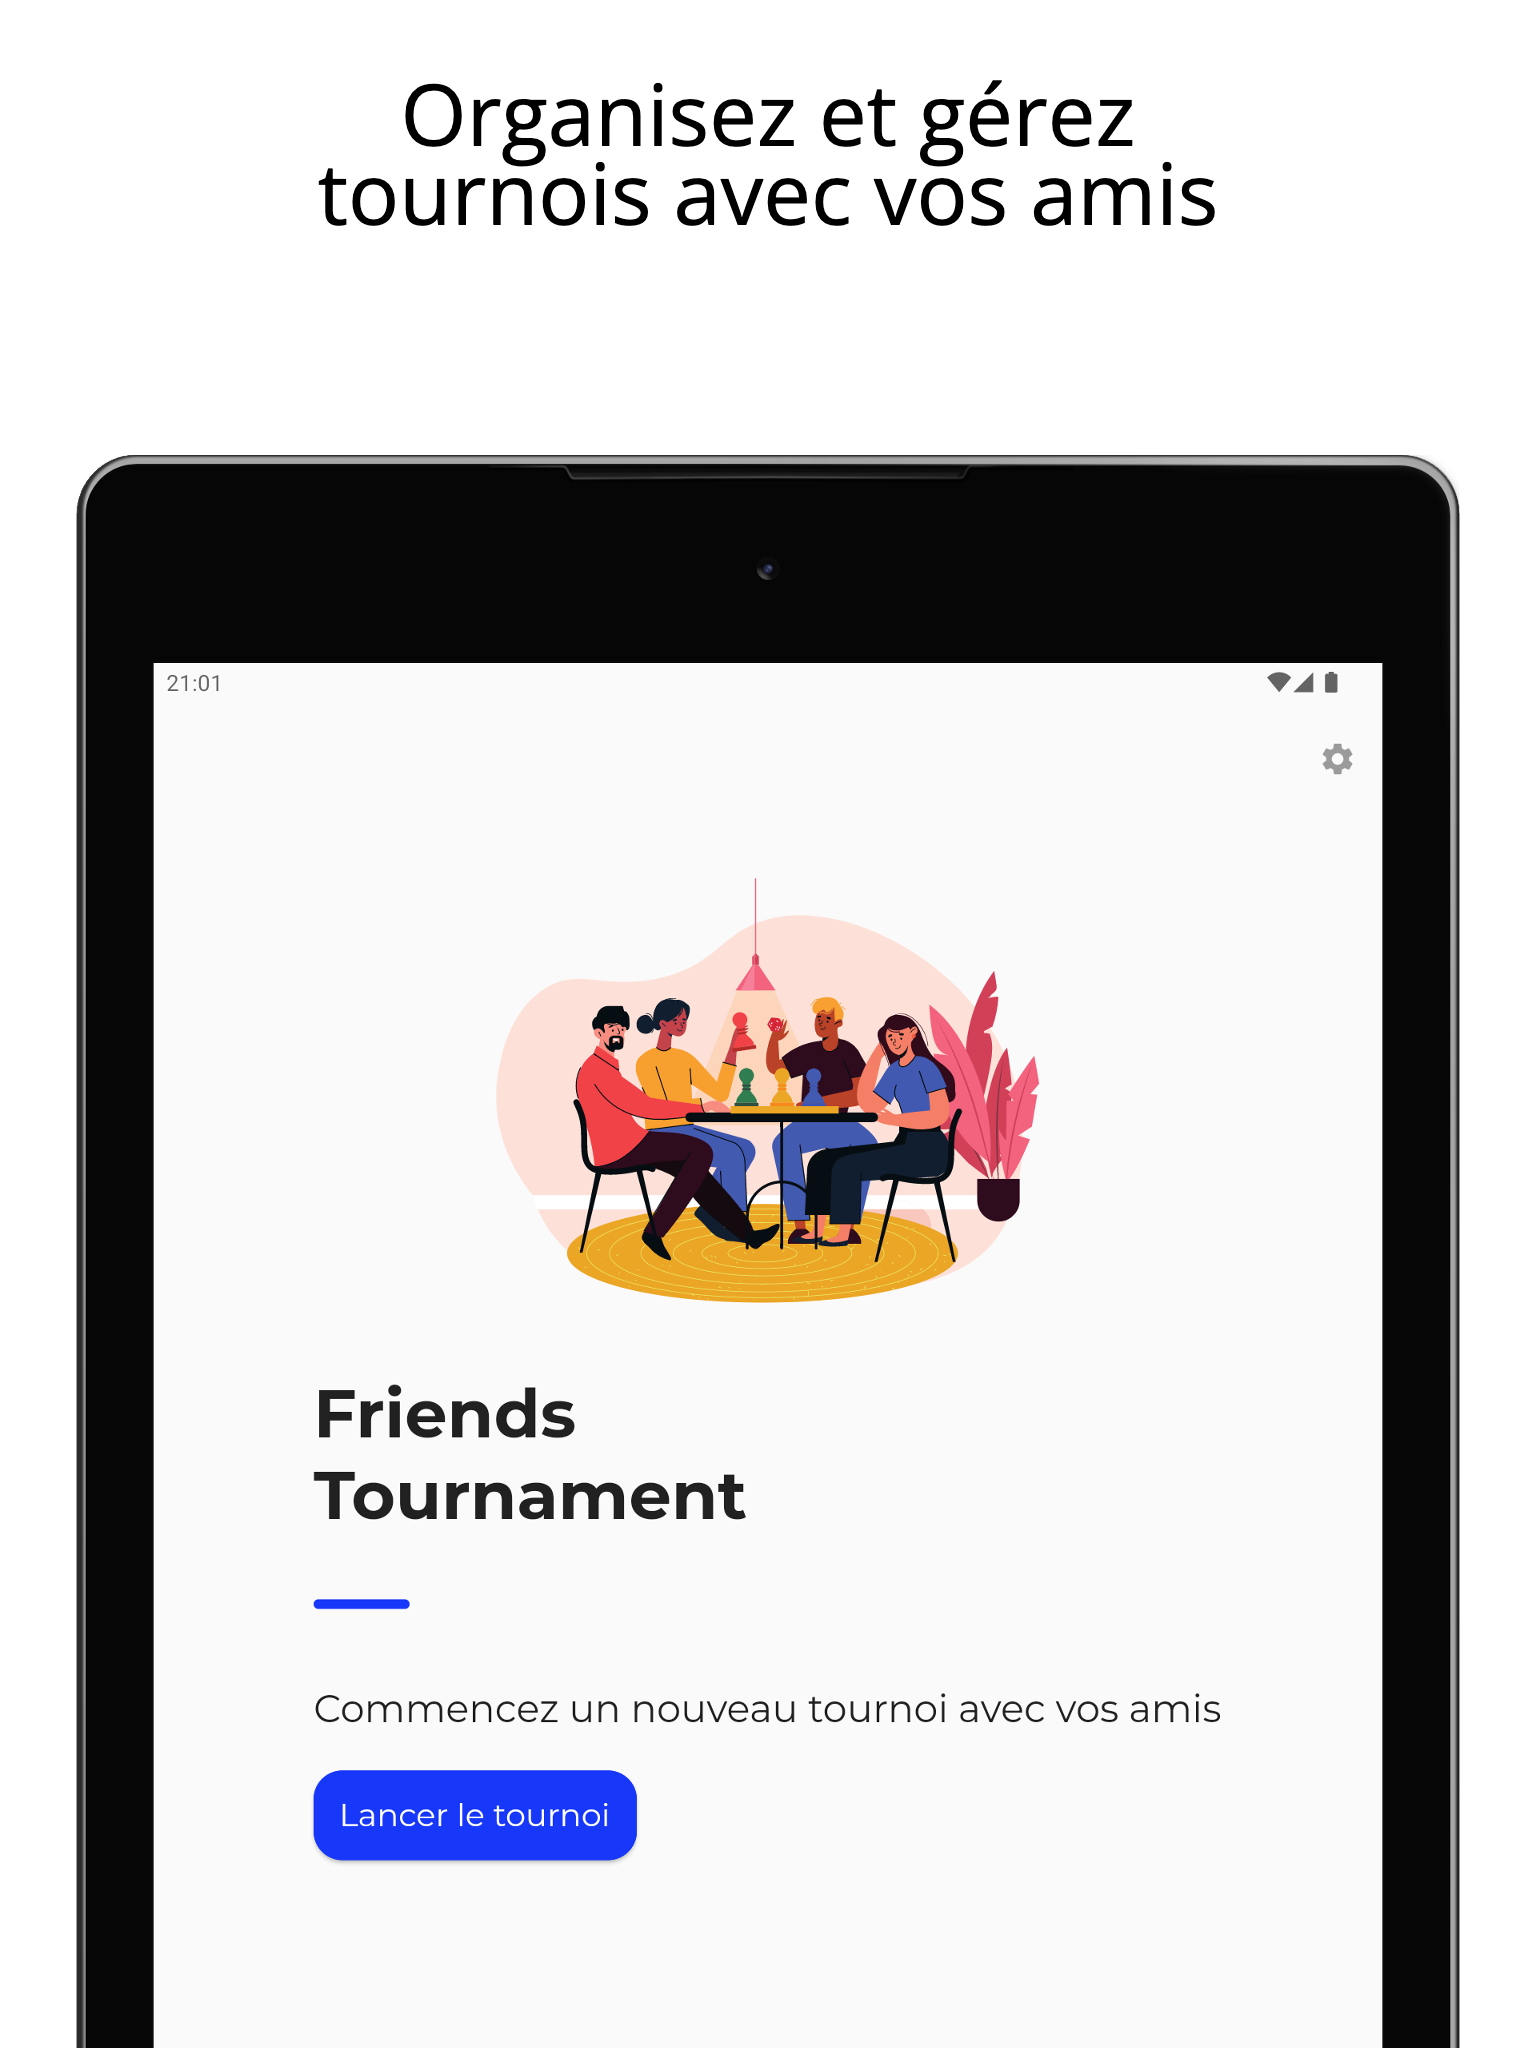 Organisez et gérez
tournois avec vos amis
21:01
Friends
Tournament
Commencez un nouveau tournoi avec vos amis
Lancer le tournoi